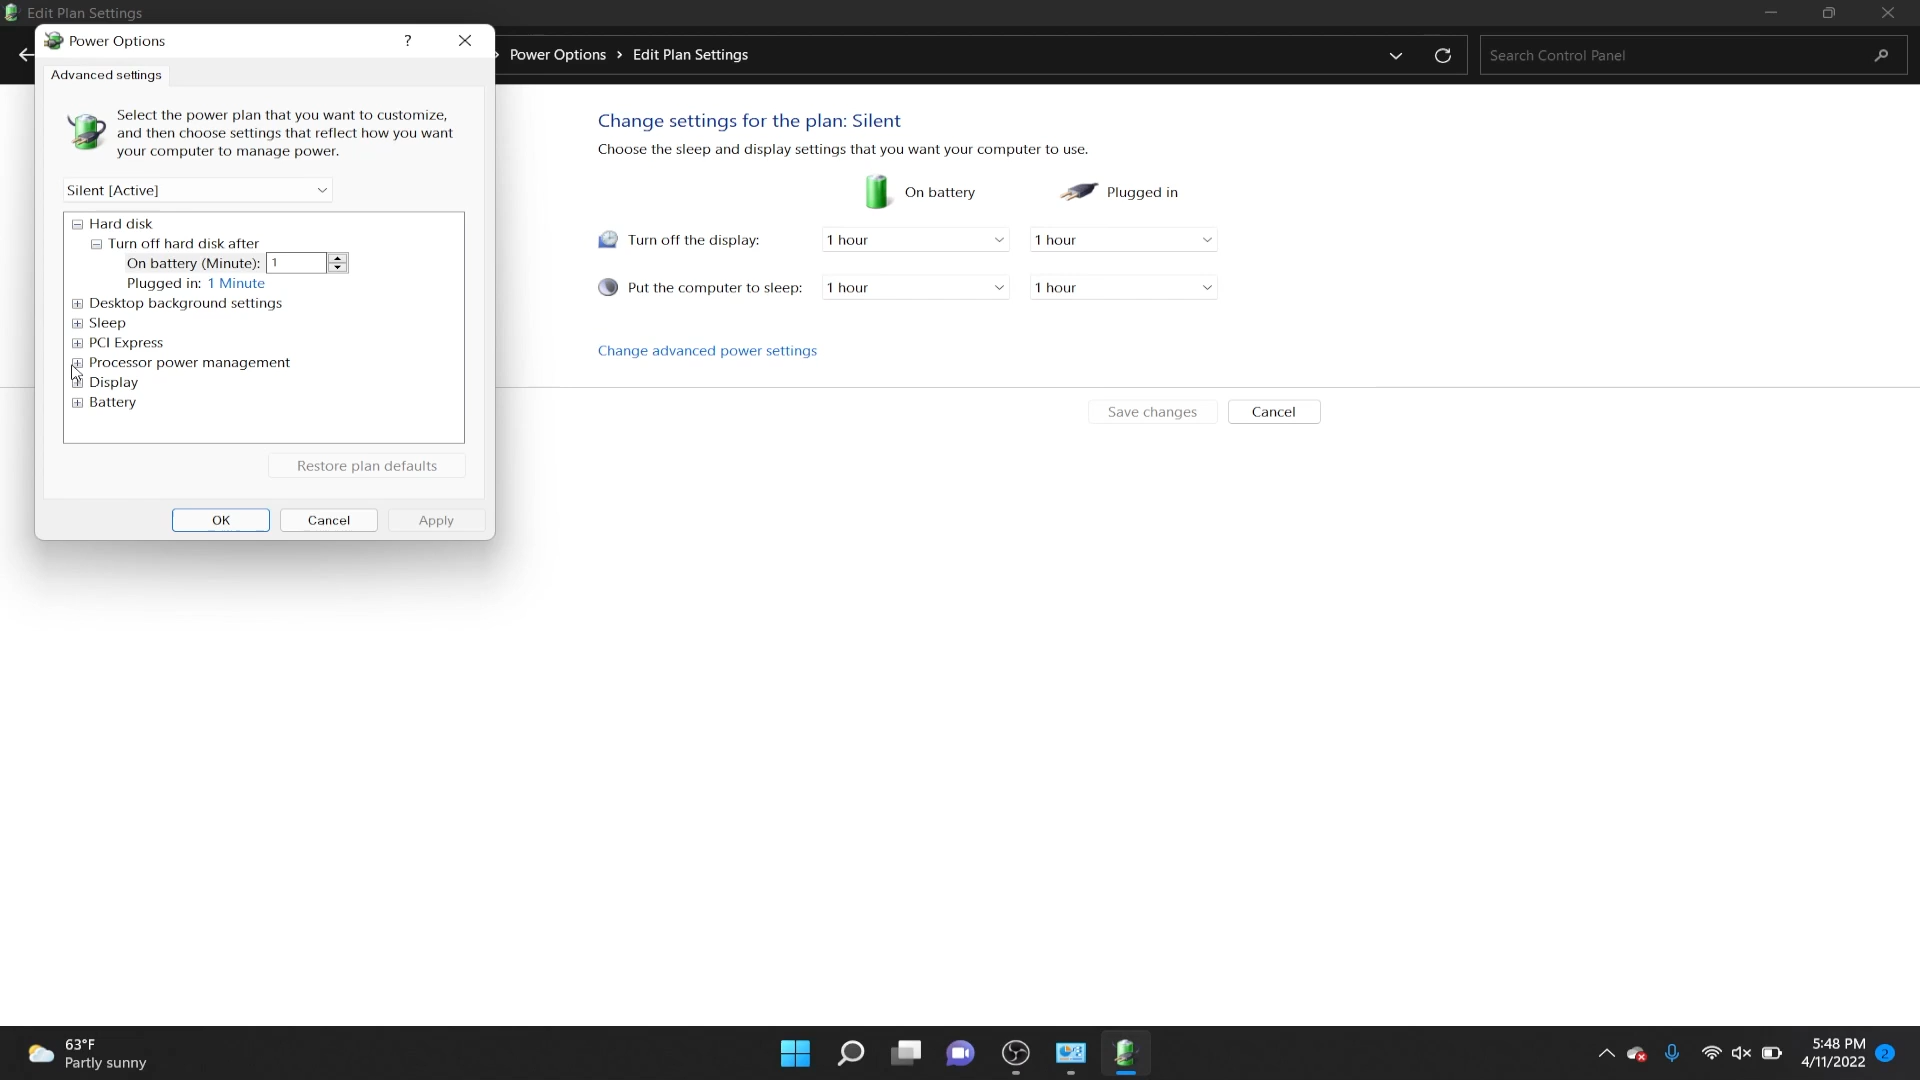 Edit Plan Settings
Power Options
?
Power Options › Edit Plan Settings
Search Control Panel
Advanced settings
Select the power plan that you want to customize,
and then choose settings that reflect how you want
your computer to manage power.
Silent [Active]
Hard disk
Turn off hard disk after
On battery (Minute): 1
Plugged in: 1 Minute
Desktop background settings
Sleep
PCI Express
Processor power management
Display
Battery
Restore plan defaults
OK Cancel Apply
Change settings for the plan: Silent
Choose the sleep and display settings that you want your computer to use.
On battery Plugged in
Turn off the display: 1 hour 1 hour
Put the computer to sleep: 1 hour 1 hour
Change advanced power settings
Save changes Cancel
63°F
Partly sunny
5:48 PM
4/11/2022 2